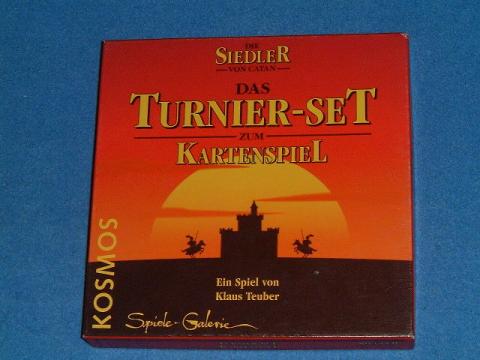 DIE
SIEDLER
VON CATAN
DAS
TURNIER-SET
ZUM
KARTENSPIEL
Ein Spiel von
Klaus Teuber
KOSMOS
Spiele-Galerie